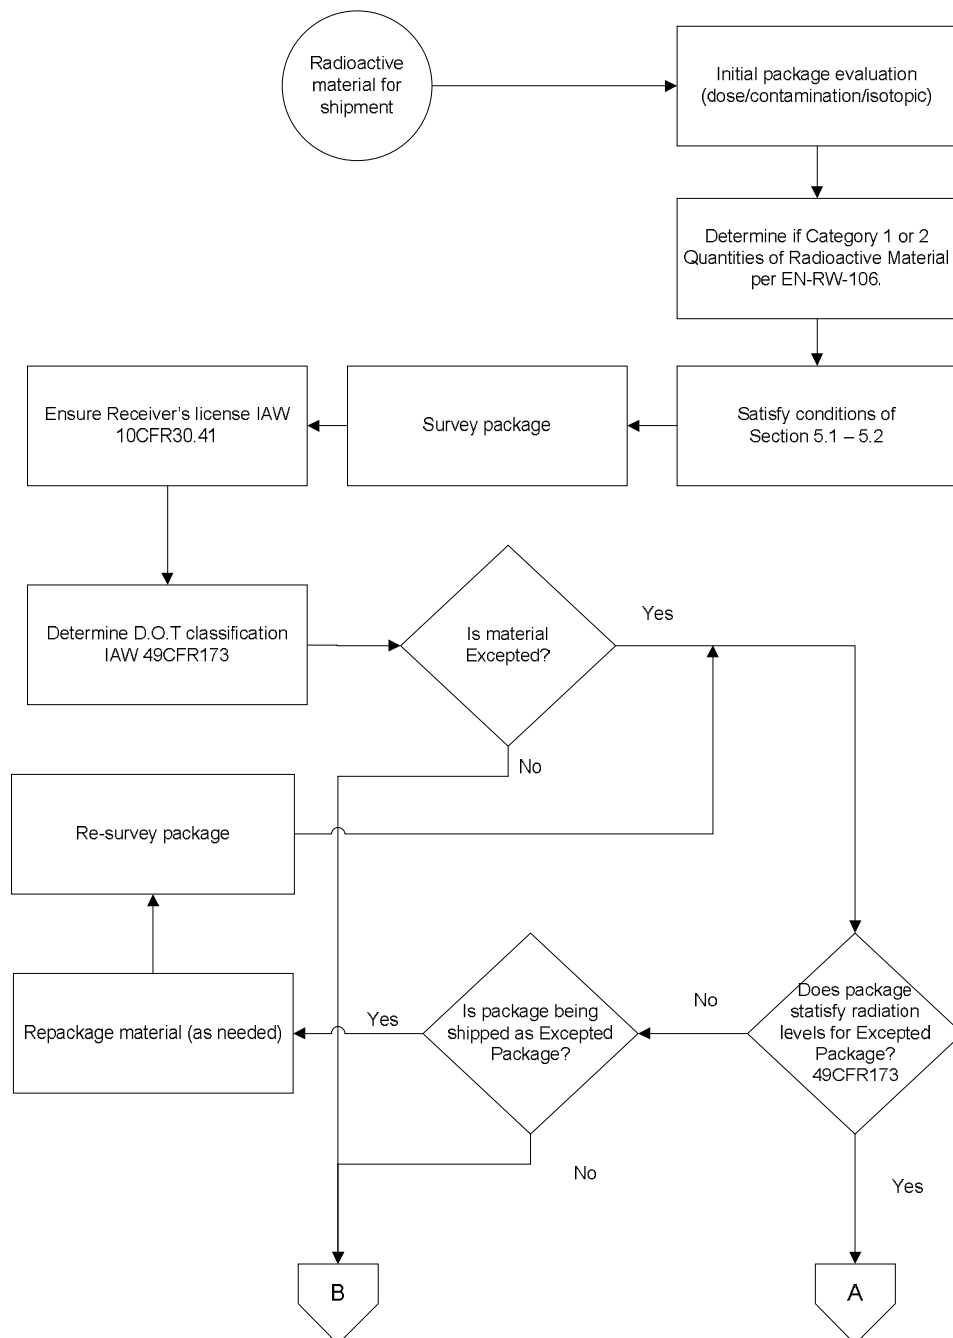 Radioactive
material for
shipment
Initial package evaluation
(dose/contamination/isotopic)
Determine if Category 1 or 2
Quantities of Radioactive Material
per EN-RW-106.
Satisfy conditions of
Section 5.1 – 5.2
Survey package
Ensure Receiver's license IAW
10CFR30.41
Determine D.O.T classification
IAW 49CFR173
Is material
Excepted?
Yes
No
Re-survey package
Repackage material (as needed)
Yes
Is package being
shipped as Excepted
Package?
No
Does package
statisfy radiation
levels for Excepted
Package?
49CFR173
No
Yes
B
A